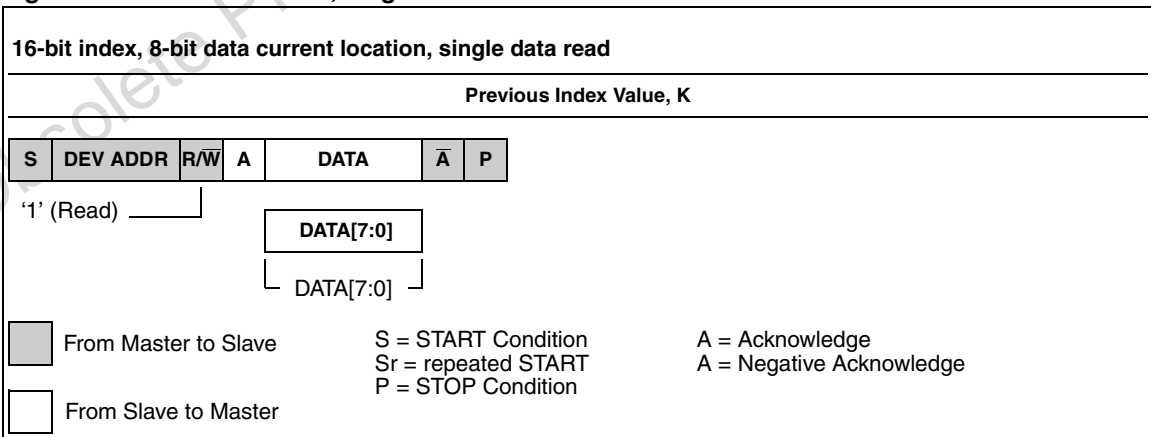 16-bit index, 8-bit data current location, single data read
Previous Index Value, K
S DEV ADDR R/W̅ A DATA A̅ P
‘1’ (Read)
DATA[7:0]
DATA[7:0]
From Master to Slave
S = START Condition
Sr = repeated START
P = STOP Condition
A = Acknowledge
A = Negative Acknowledge
From Slave to Master